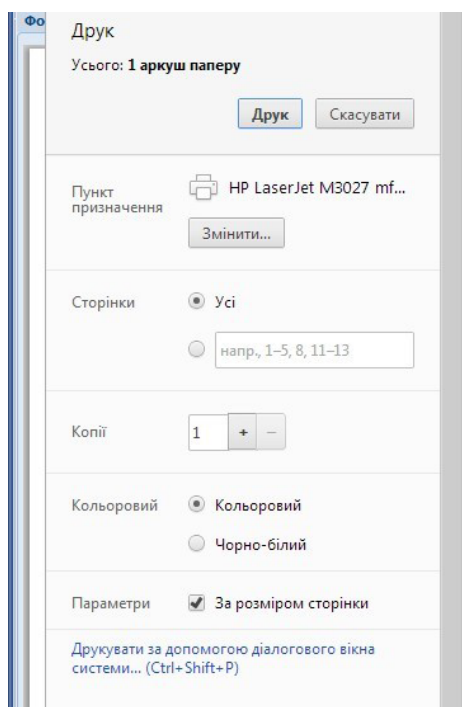 Фо
Друк
Усього: 1 аркуш паперу
Друк
Скасувати
Пункт призначення
HP LaserJet M3027 mf...
Змінити...
Сторінки
Усі
напр., 1–5, 8, 11–13
Копії
1
+
–
Кольоровий
Кольоровий
Чорно-білий
Параметри
За розміром сторінки
Друкувати за допомогою діалогового вікна
системи... (Ctrl+Shift+P)